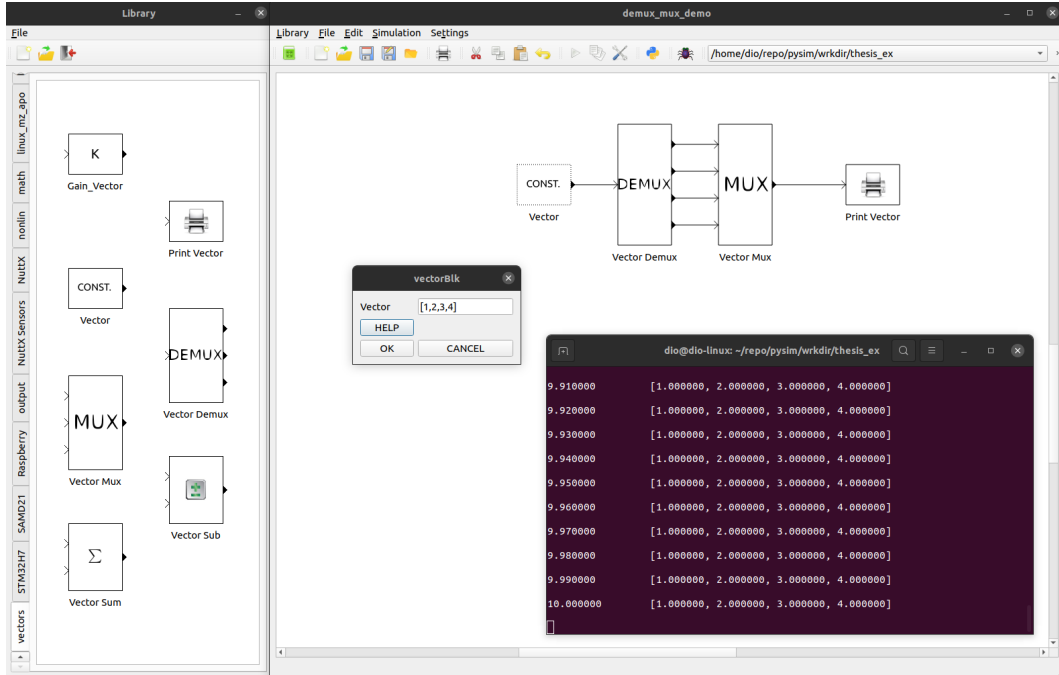 Library
File
linux_mz_apo
math
nonlin
NuttX
NuttX Sensors
output
Raspberry
SAMD21
STM32H7
vectors
K
Gain_Vector
Print Vector
CONST.
Vector
DEMUX
Vector Demux
MUX
Vector Mux
Vector Sub
Σ
Vector Sum
demux_mux_demo
Library File Edit Simulation Settings
/home/dio/repo/pysim/wrkdir/thesis_ex
CONST.
Vector
DEMUX
Vector Demux
MUX
Vector Mux
Print Vector
vectorBlk
Vector [1,2,3,4]
HELP
OK CANCEL
dio@dio-linux: ~/repo/pysim/wrkdir/thesis_ex
9.910000 [1.000000, 2.000000, 3.000000, 4.000000]
9.920000 [1.000000, 2.000000, 3.000000, 4.000000]
9.930000 [1.000000, 2.000000, 3.000000, 4.000000]
9.940000 [1.000000, 2.000000, 3.000000, 4.000000]
9.950000 [1.000000, 2.000000, 3.000000, 4.000000]
9.960000 [1.000000, 2.000000, 3.000000, 4.000000]
9.970000 [1.000000, 2.000000, 3.000000, 4.000000]
9.980000 [1.000000, 2.000000, 3.000000, 4.000000]
9.990000 [1.000000, 2.000000, 3.000000, 4.000000]
10.000000 [1.000000, 2.000000, 3.000000, 4.000000]